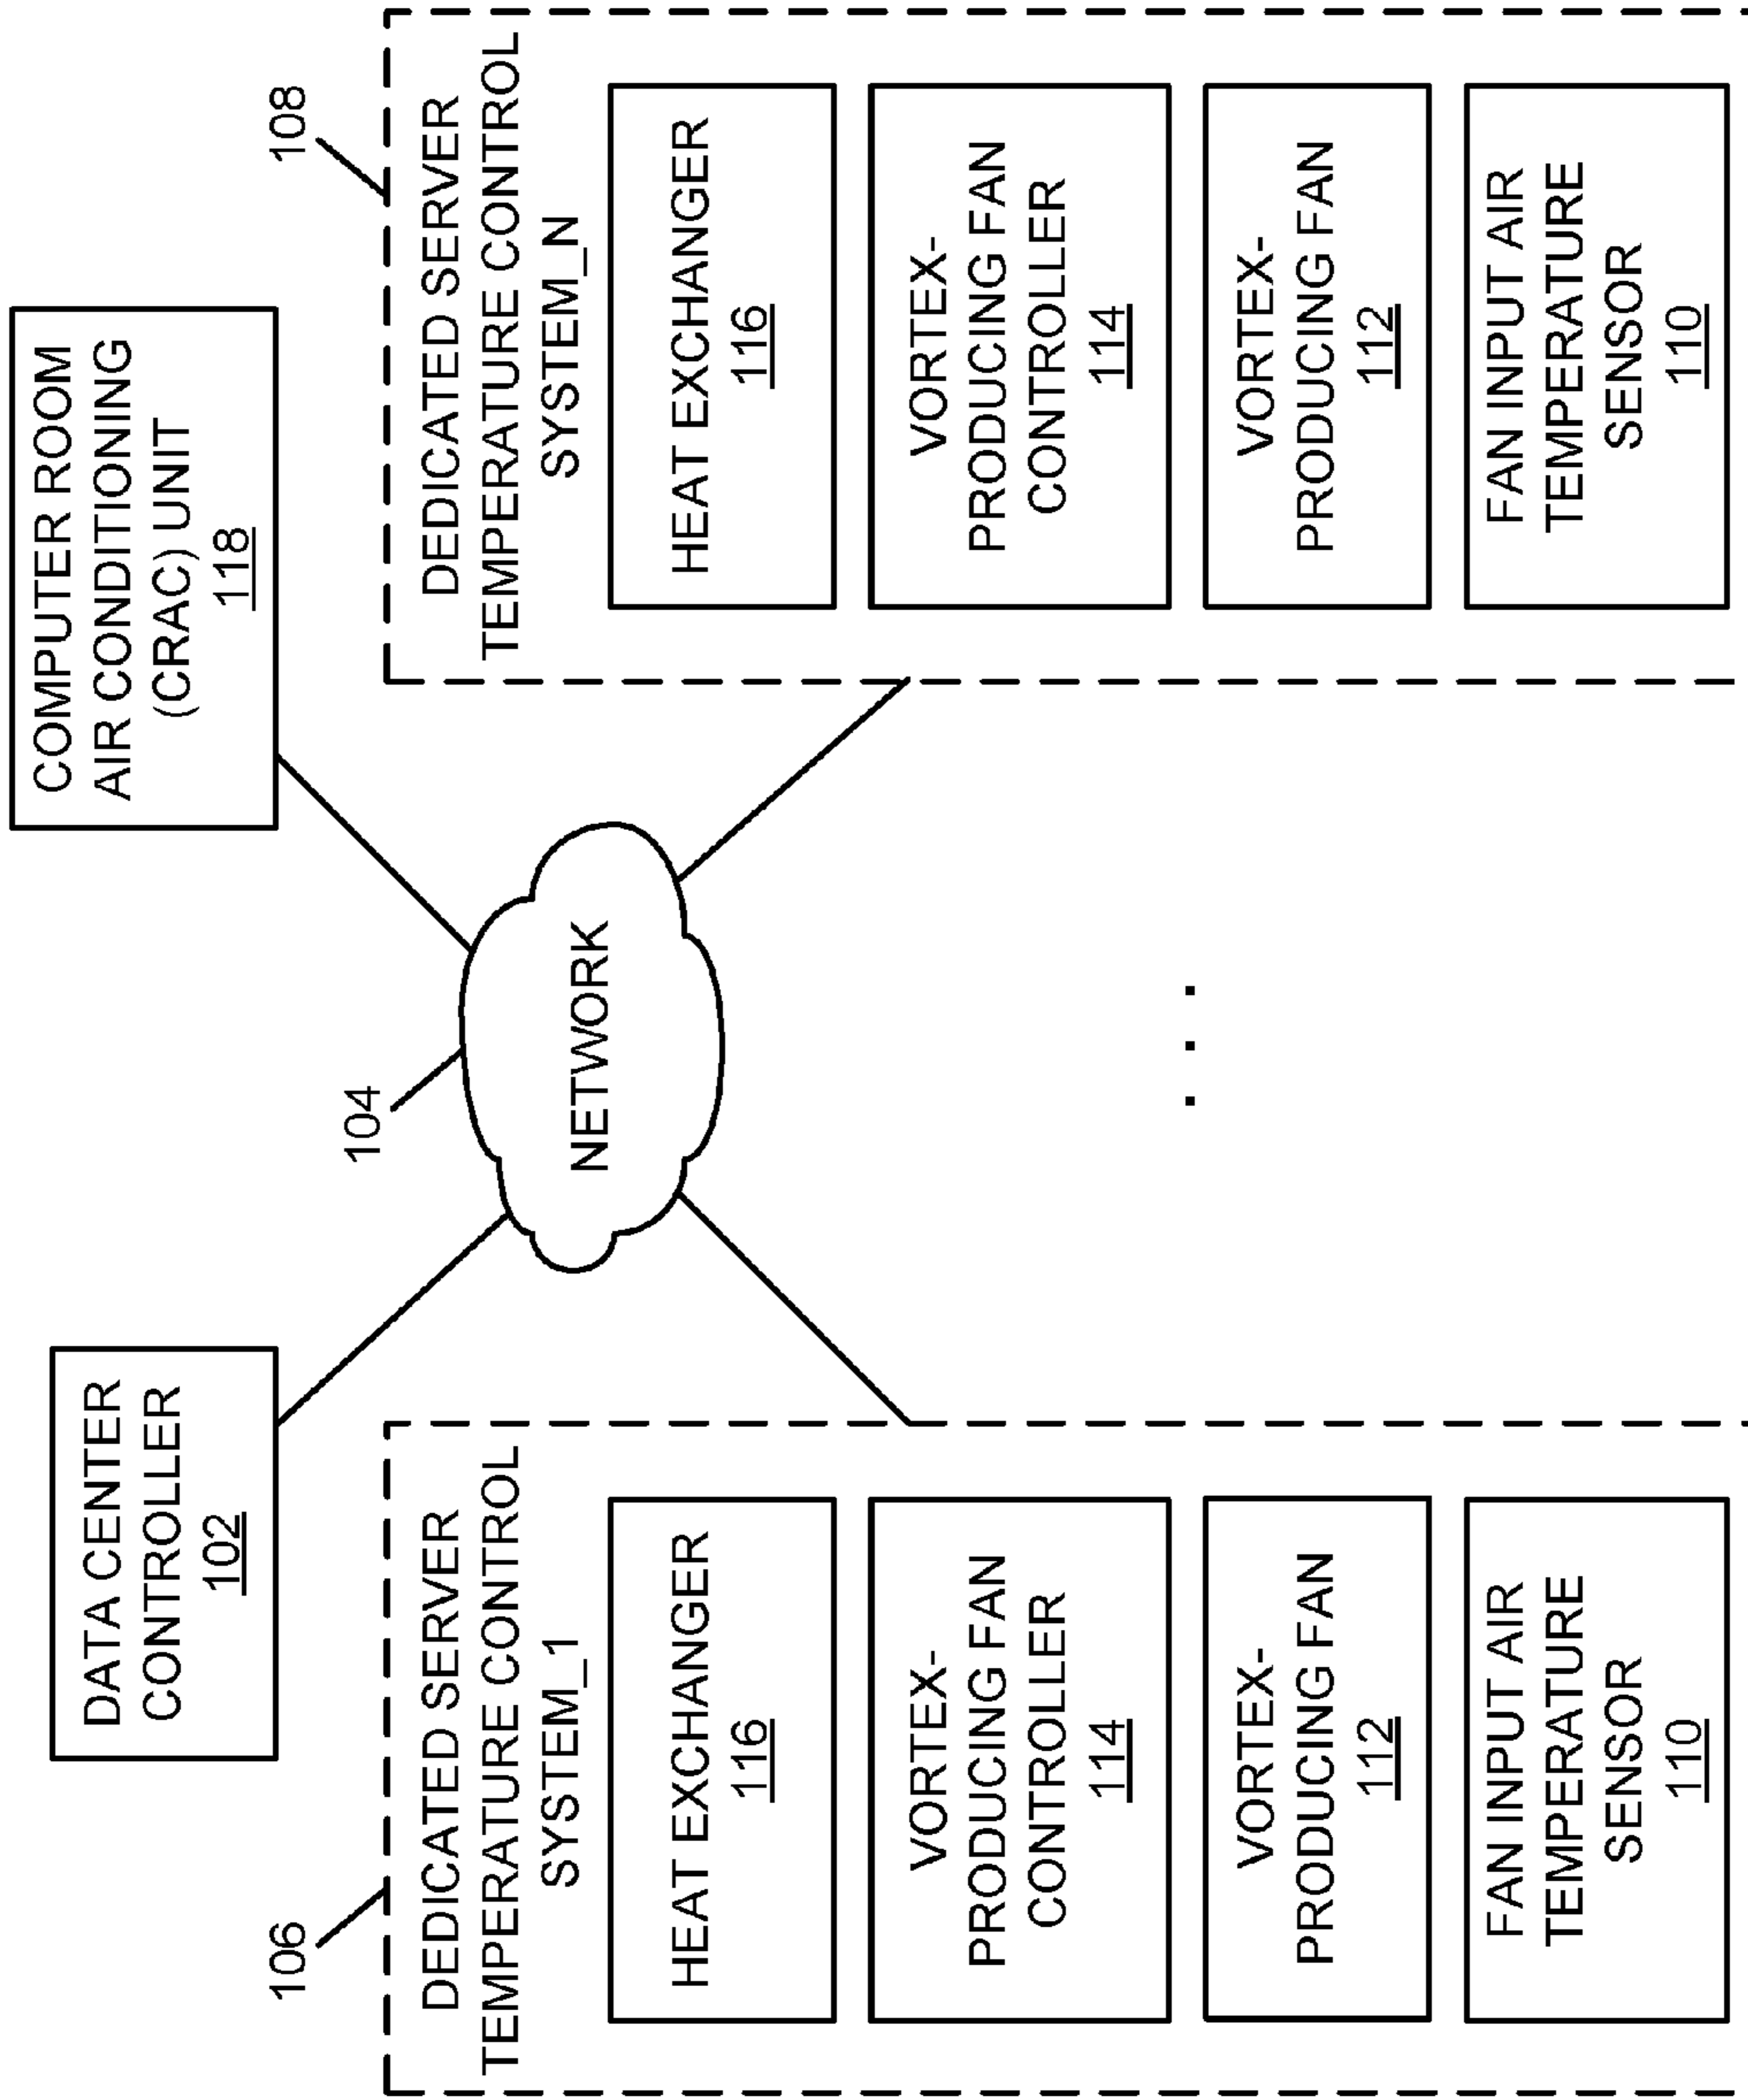 DATA CENTER
CONTROLLER
102
COMPUTER ROOM
AIR CONDITIONING
(CRAC) UNIT
118
104
NETWORK
106
DEDICATED SERVER
TEMPERATURE CONTROL
SYSTEM_1
HEAT EXCHANGER
116
VORTEX-
PRODUCING FAN
CONTROLLER
114
VORTEX-
PRODUCING FAN
112
FAN INPUT AIR
TEMPERATURE
SENSOR
110
. . .
108
DEDICATED SERVER
TEMPERATURE CONTROL
SYSTEM_N
HEAT EXCHANGER
116
VORTEX-
PRODUCING FAN
CONTROLLER
114
VORTEX-
PRODUCING FAN
112
FAN INPUT AIR
TEMPERATURE
SENSOR
110